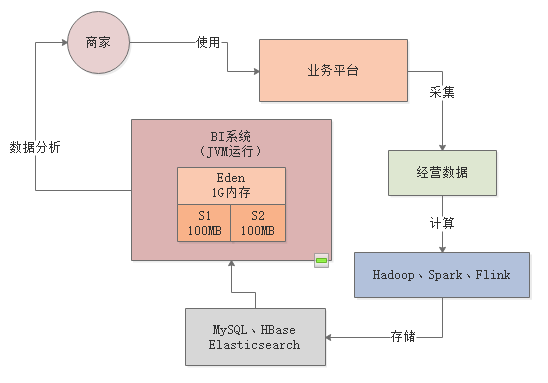 商家
使用
业务平台
采集
数据分析
BI系统
（JVM运行）
Eden
1G内存
S1
100MB
S2
100MB
经营数据
计算
Hadoop、Spark、Flink
存储
MySQL、HBase
Elasticsearch